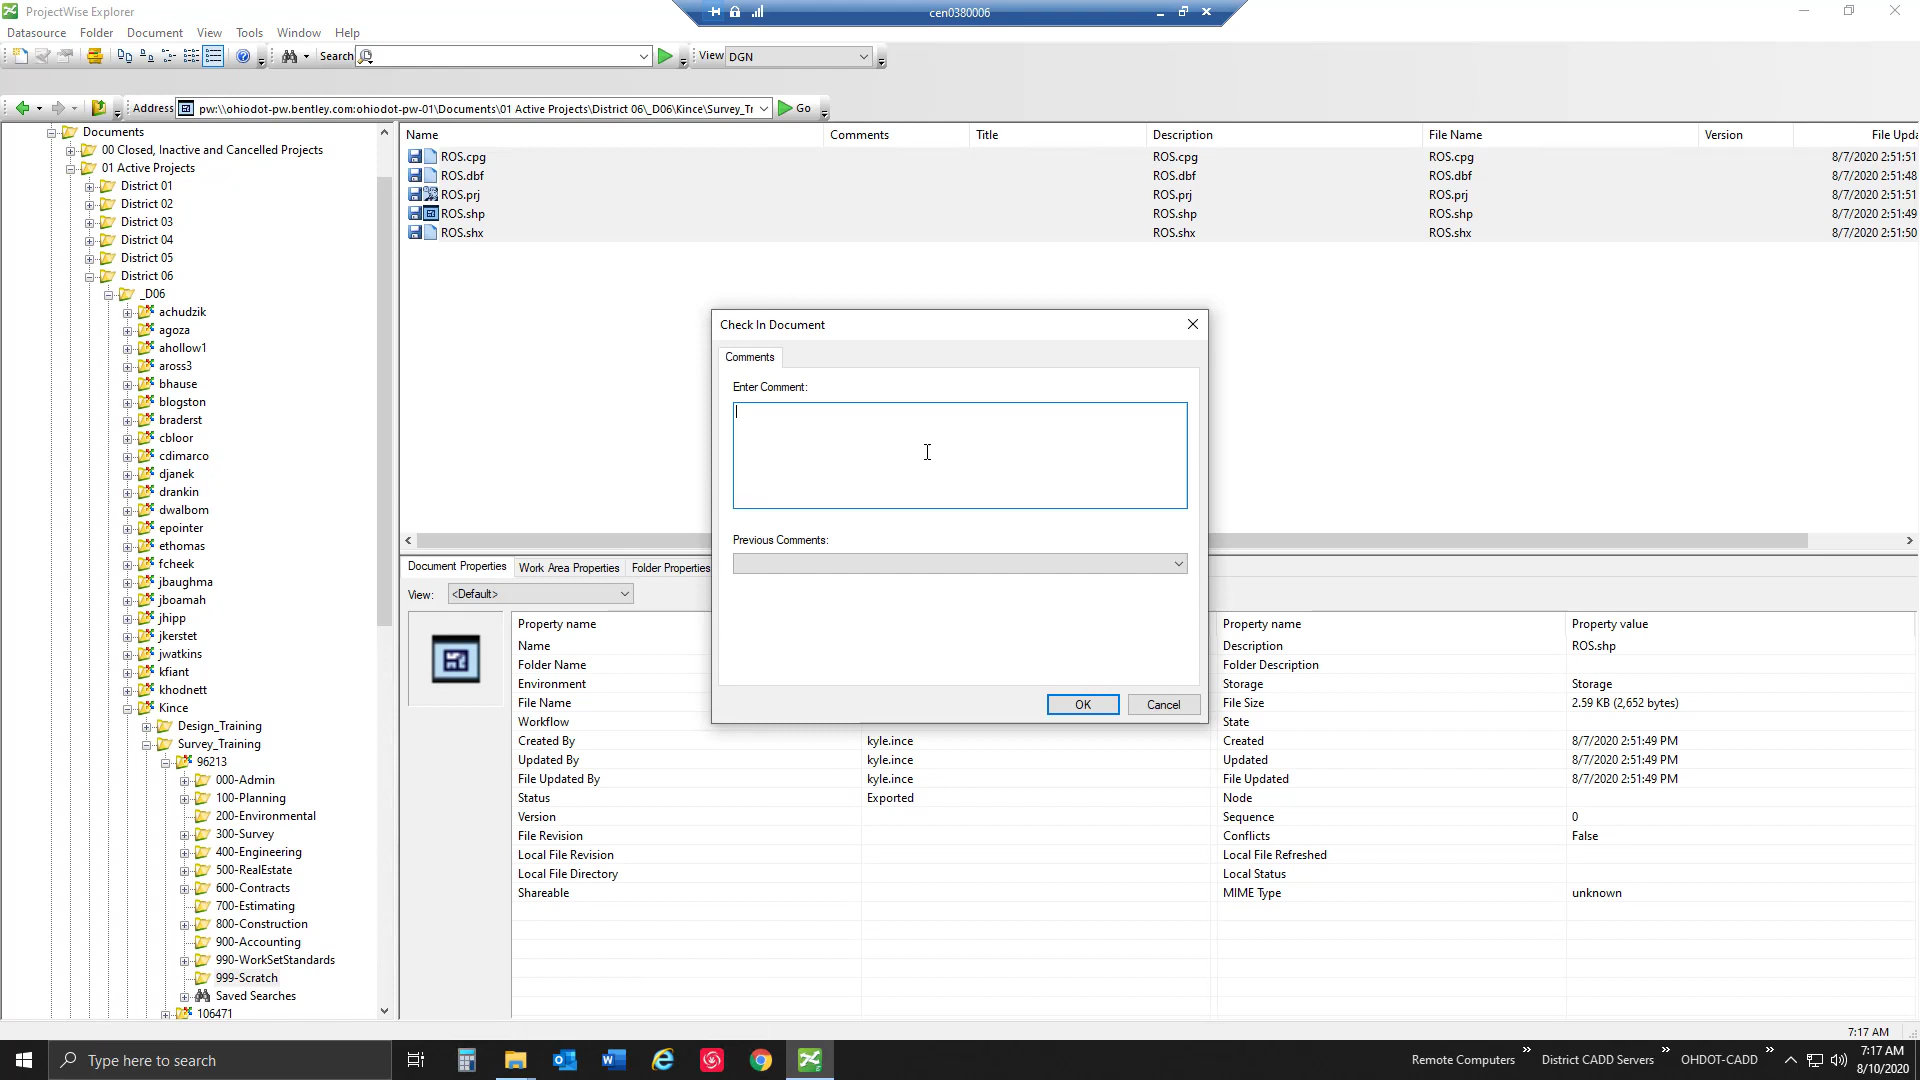 ProjectWise Explorer
cen0380006
Datasource Folder Document View Tools Window Help
Search
View DGN
Address pw:\\ohiodot-pw.bentley.com:ohiodot-pw-01\Documents\01 Active Projects\District 06\_D06\Kince\Survey_Tr Go
Documents
00 Closed, Inactive and Cancelled Projects
01 Active Projects
District 01
District 02
District 03
District 04
District 05
District 06
_D06
achudzik
agoza
ahollow1
aross3
bhause
blogston
braderst
cbloor
cdimarco
djanek
drankin
dwalbom
epointer
ethomas
fcheek
jbaughma
jboamah
jhipp
jkerstet
jwatkins
kfiant
khodnett
Kince
Design_Training
Survey_Training
96213
000-Admin
100-Planning
200-Environmental
300-Survey
400-Engineering
500-RealEstate
600-Contracts
700-Estimating
800-Construction
900-Accounting
990-WorkSetStandards
999-Scratch
Saved Searches
106471
Name Comments Title Description File Name Version File Upda
ROS.cpg ROS.cpg ROS.cpg 8/7/2020 2:51:51
ROS.dbf ROS.dbf ROS.dbf 8/7/2020 2:51:48
ROS.prj ROS.prj ROS.prj 8/7/2020 2:51:51
ROS.shp ROS.shp ROS.shp 8/7/2020 2:51:49
ROS.shx ROS.shx ROS.shx 8/7/2020 2:51:50
Check In Document
Comments
Enter Comment:
Previous Comments:
OK Cancel
Document Properties Work Area Properties Folder Properties
View: <Default>
Property name Property name Property value
Name Description ROS.shp
Folder Name Folder Description
Environment Storage Storage
File Name File Size 2.59 KB (2,652 bytes)
Workflow State
Created By kyle.ince Created 8/7/2020 2:51:49 PM
Updated By kyle.ince Updated 8/7/2020 2:51:49 PM
File Updated By kyle.ince File Updated 8/7/2020 2:51:49 PM
Status Exported Node
Version Sequence 0
File Revision Conflicts False
Local File Revision Local File Refreshed
Local File Directory Local Status
Shareable MIME Type unknown
7:17 AM
Type here to search
Remote Computers » District CADD Servers » OHDOT-CADD »
7:17 AM
8/10/2020